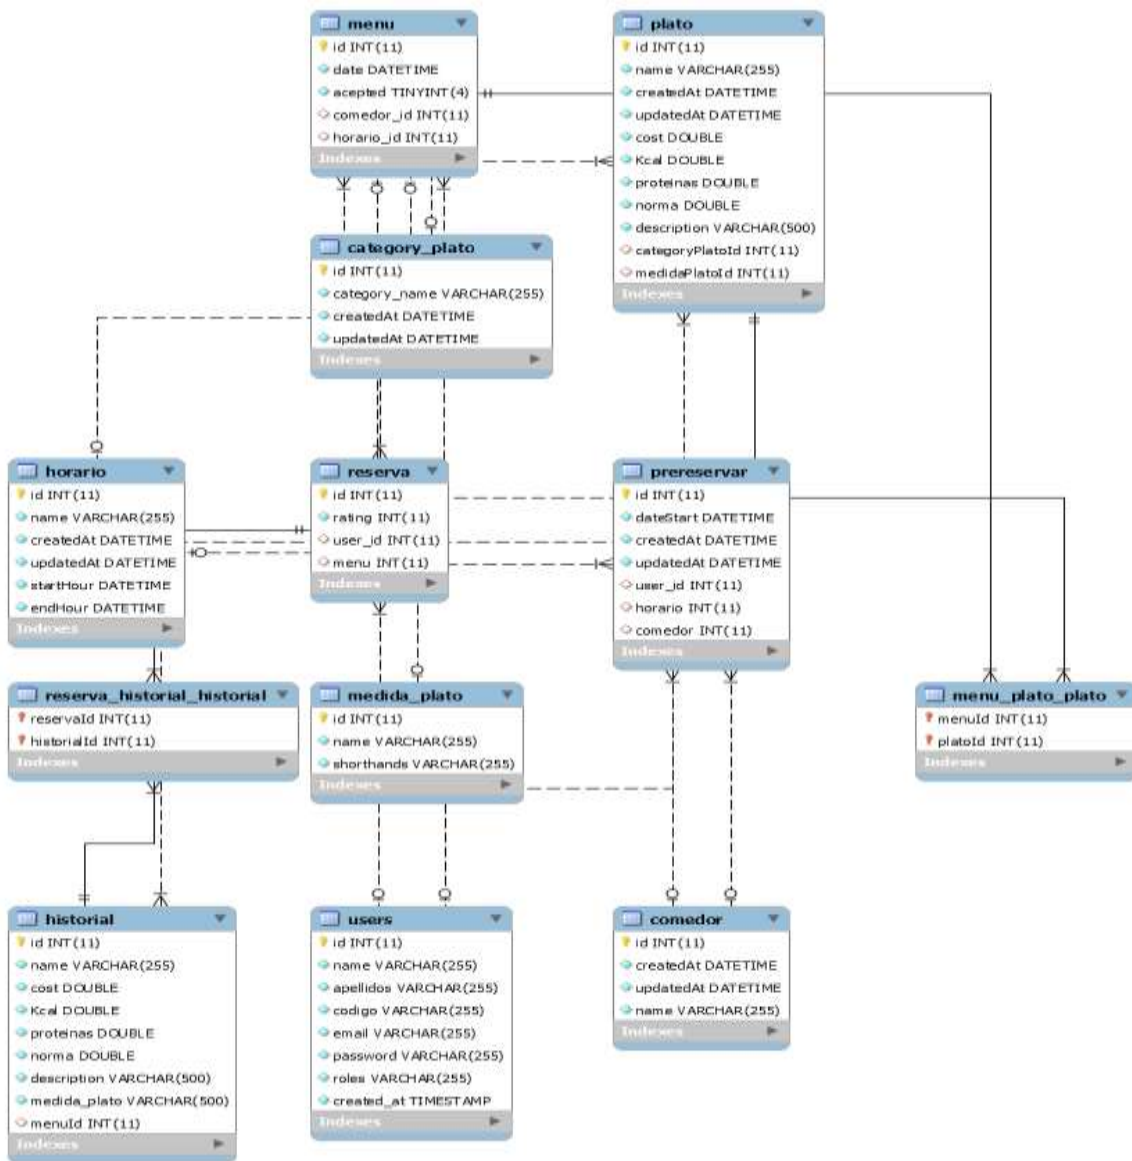 menu
id INT(11)
date DATETIME
acepted TINYINT(4)
comedor_id INT(11)
horario_id INT(11)
Indexes
plato
id INT(11)
name VARCHAR(255)
createdAt DATETIME
updatedAt DATETIME
cost DOUBLE
Kcal DOUBLE
proteinas DOUBLE
norma DOUBLE
description VARCHAR(500)
categoryPlatoId INT(11)
medidaPlatoId INT(11)
Indexes
category_plato
id INT(11)
category_name VARCHAR(255)
createdAt DATETIME
updatedAt DATETIME
Indexes
horario
id INT(11)
name VARCHAR(255)
createdAt DATETIME
updatedAt DATETIME
startHour DATETIME
endHour DATETIME
Indexes
reserva
id INT(11)
rating INT(11)
user_id INT(11)
menu INT(11)
Indexes
prereservar
id INT(11)
dateStart DATETIME
createdAt DATETIME
updatedAt DATETIME
user_id INT(11)
horario INT(11)
comedor INT(11)
Indexes
reserva_historial_historial
reservaId INT(11)
historialId INT(11)
Indexes
medida_plato
id INT(11)
name VARCHAR(255)
shorthands VARCHAR(255)
Indexes
menu_plato_plato
menuId INT(11)
platoId INT(11)
Indexes
historial
id INT(11)
name VARCHAR(255)
cost DOUBLE
Kcal DOUBLE
proteinas DOUBLE
norma DOUBLE
description VARCHAR(500)
medida_plato VARCHAR(500)
menuId INT(11)
Indexes
users
id INT(11)
name VARCHAR(255)
apellidos VARCHAR(255)
codigo VARCHAR(255)
email VARCHAR(255)
password VARCHAR(255)
roles VARCHAR(255)
created_at TIMESTAMP
Indexes
comedor
id INT(11)
createdAt DATETIME
updatedAt DATETIME
name VARCHAR(255)
Indexes